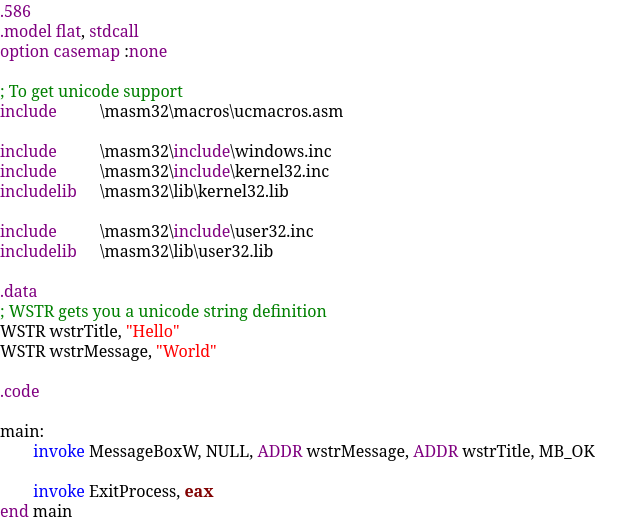 .586
.model flat, stdcall
option casemap :none
; To get unicode support
include \masm32\macros\ucmacros.asm
include \masm32\include\windows.inc
include \masm32\include\kernel32.inc
includelib \masm32\lib\kernel32.lib
include \masm32\include\user32.inc
includelib \masm32\lib\user32.lib
.data
; WSTR gets you a unicode string definition
WSTR wstrTitle, "Hello"
WSTR wstrMessage, "World"
.code
main:
invoke MessageBoxW, NULL, ADDR wstrMessage, ADDR wstrTitle, MB_OK
invoke ExitProcess, eax
end main